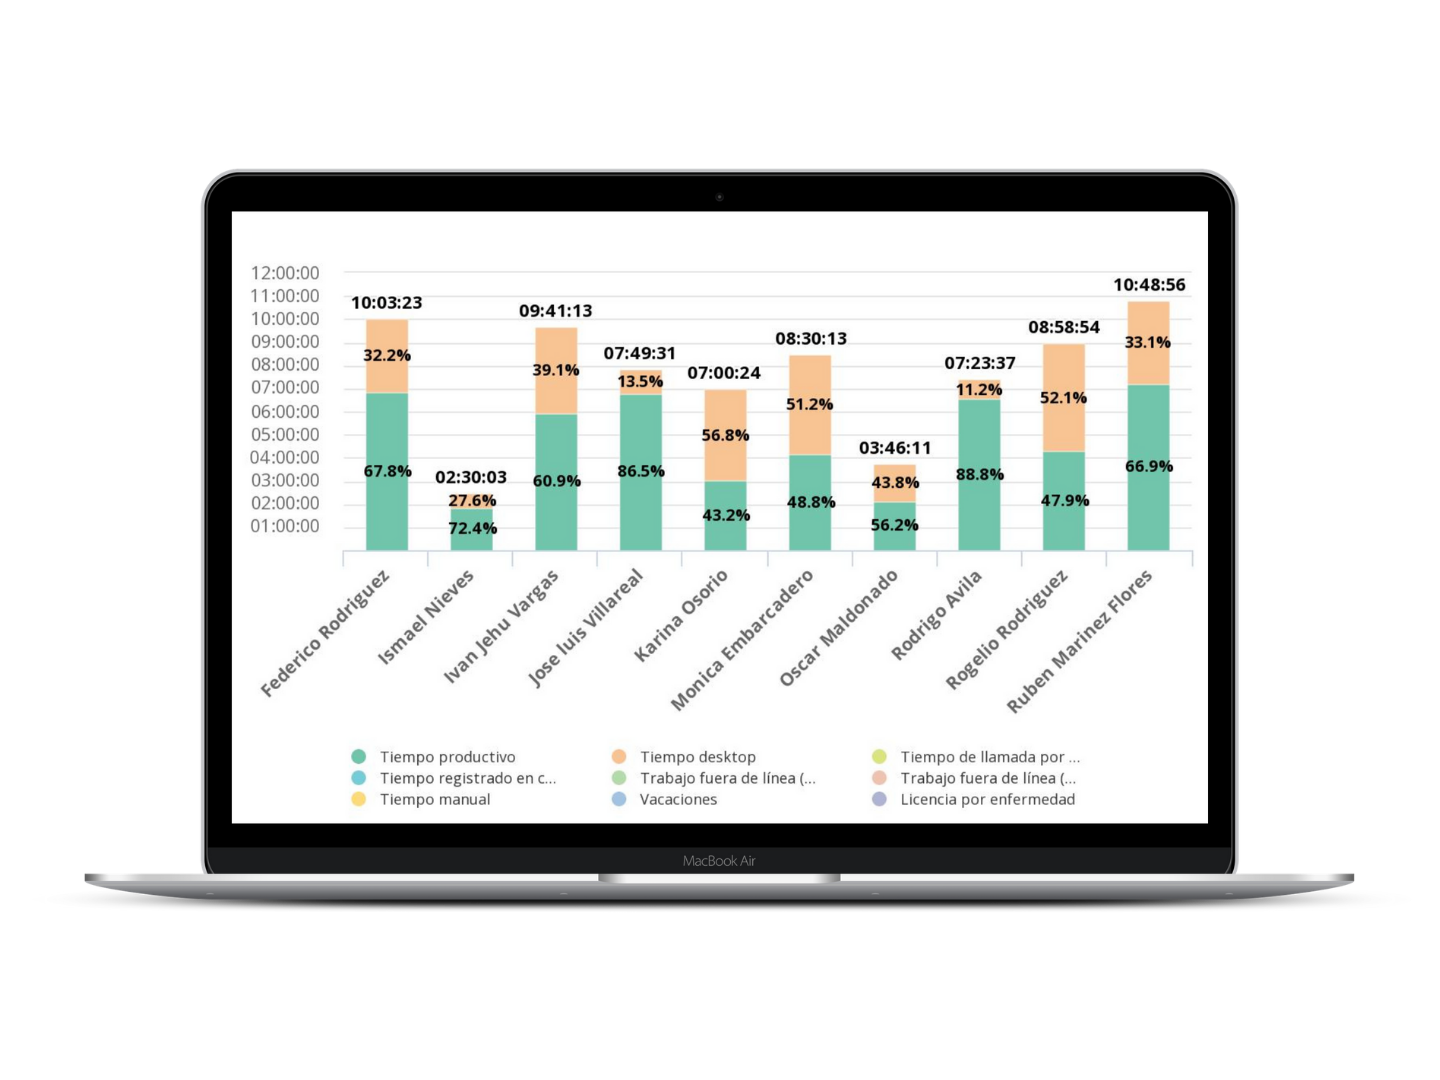 12:00:00
11:00:00
10:00:00
09:00:00
08:00:00
07:00:00
06:00:00
05:00:00
04:00:00
03:00:00
02:00:00
01:00:00
10:03:23
32.2%
67.8%
02:30:03
27.6%
72.4%
09:41:13
39.1%
60.9%
07:49:31
13.5%
86.5%
07:00:24
56.8%
43.2%
08:30:13
51.2%
48.8%
03:46:11
43.8%
56.2%
07:23:37
11.2%
88.8%
08:58:54
52.1%
47.9%
10:48:56
33.1%
66.9%
Federico Rodriguez
Ismael Nieves
Ivan Jehu Vargas
Jose luis Villareal
Karina Osorio
Monica Embarcadero
Oscar Maldonado
Rodrigo Avila
Rogelio Rodriguez
Ruben Marinez Flores
Tiempo productivo
Tiempo desktop
Tiempo de llamada por ...
Tiempo registrado en c...
Trabajo fuera de línea (...
Trabajo fuera de línea (...
Tiempo manual
Vacaciones
Licencia por enfermedad
MacBook Air